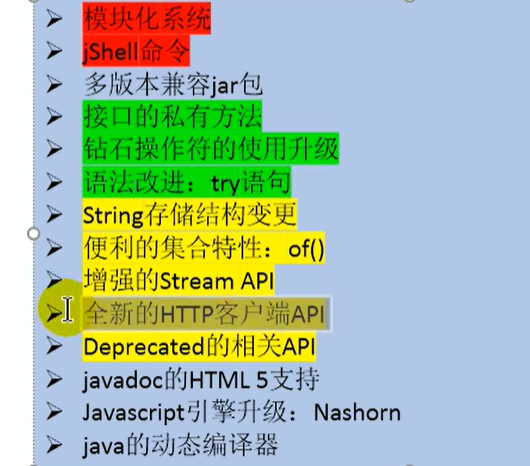 模块化系统
jShell命令
多版本兼容jar包
接口的私有方法
钻石操作符的使用升级
语法改进：try语句
String存储结构变更
便利的集合特性：of()
增强的Stream API
全新的HTTP客户端API
Deprecated的相关API
javadoc的HTML 5支持
Javascript引擎升级：Nashorn
java的动态编译器